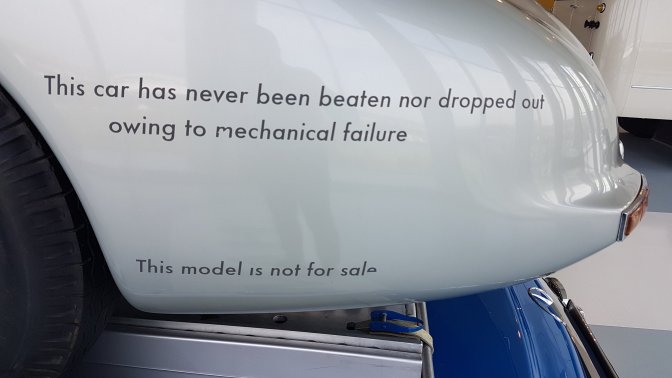 This car has never been beaten nor dropped out
owing to mechanical failure
This model is not for sale